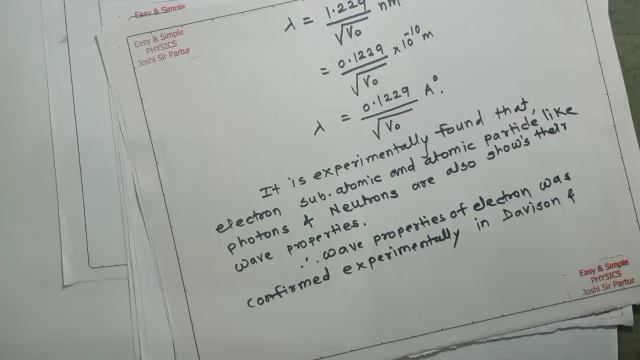 Easy & Simple
Easy & Simple
PHYSICS
Joshi Sir Partur
λ = 1.229/√V₀ nm
= 0.1229/√V₀ ×10⁻¹⁰ m
λ = 0.1229/√V₀ A°.
It is experimentally found that,
electron sub.atomic and atomic particle like
photons & Neutrons are also show's their
wave properties.
∴ wave properties of electron was
confirmed experimentally in Davison &
Easy & Simple
PHYSICS
Joshi Sir Partur